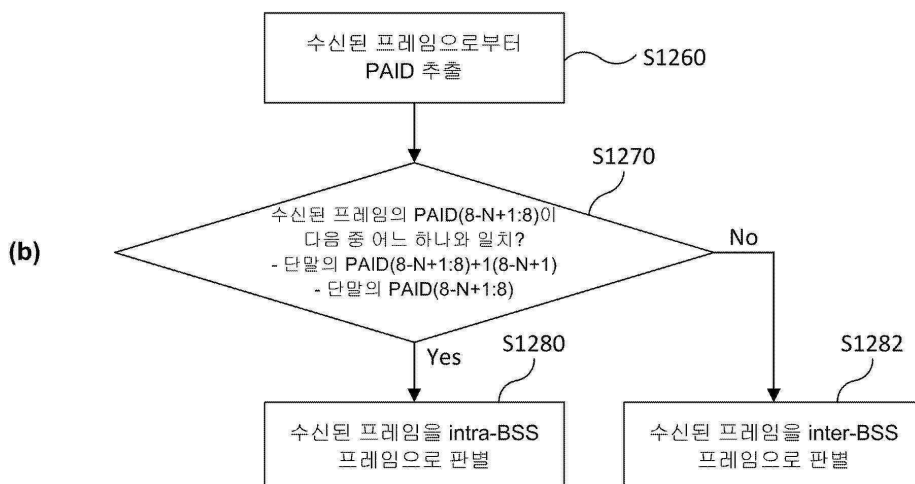 수신된 프레임으로부터
PAID 추출
S1260
S1270
수신된 프레임의 PAID(8-N+1:8)이
다음 중 어느 하나와 일치?
- 단말의 PAID(8-N+1:8)+1(8-N+1)
- 단말의 PAID(8-N+1:8)
(b)
No
Yes
S1280
S1282
수신된 프레임을 intra-BSS
프레임으로 판별
수신된 프레임을 inter-BSS
프레임으로 판별